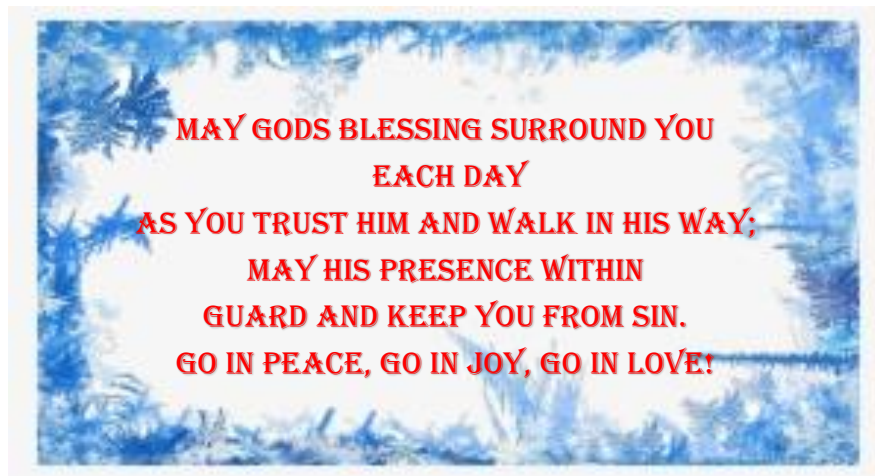 MAY GODS BLESSING SURROUND YOU
EACH DAY
AS YOU TRUST HIM AND WALK IN HIS WAY;
MAY HIS PRESENCE WITHIN
GUARD AND KEEP YOU FROM SIN.
GO IN PEACE, GO IN JOY, GO IN LOVE!